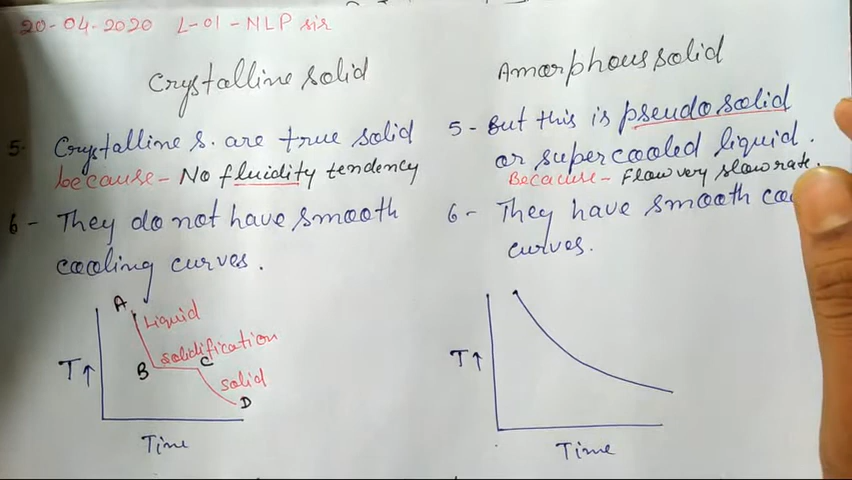 20-04-2020 L-01-NLP sir
Crystalline solid
5. Crystalline s. are true solid
because - No fluidity tendency
6 - They do not have smooth
cooling curves.
A
Liquid
solidification
B
C
solid
D
T↑
Time
Amorphous solid
5 - But this is pseudo solid
or supercooled liquid.
Because - Flow very slow rate.
6 - They have smooth
curves.
T↑
Time